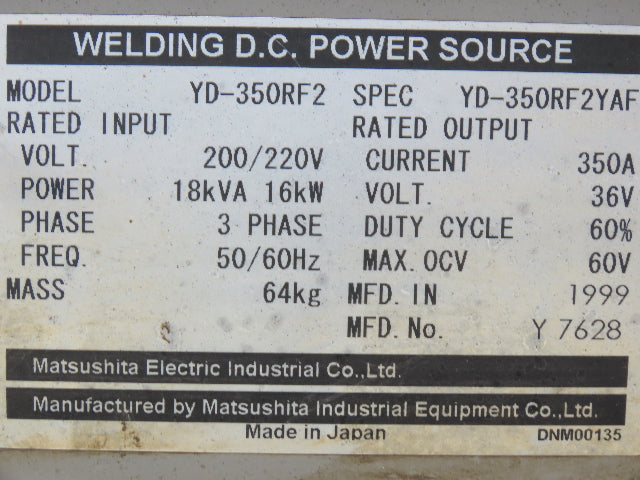 WELDING D.C. POWER SOURCE
MODEL YD-350RF2 SPEC YD-350RF2YAF
RATED INPUT RATED OUTPUT
VOLT. 200/220V CURRENT 350A
POWER 18kVA 16kW VOLT. 36V
PHASE 3 PHASE DUTY CYCLE 60%
FREQ. 50/60Hz MAX. OCV 60V
MASS 64kg MFD. IN 1999
MFD. No. Y 7628
Matsushita Electric Industrial Co.,Ltd.
Manufactured by Matsushita Industrial Equipment Co.,Ltd.
Made in Japan DNM00135